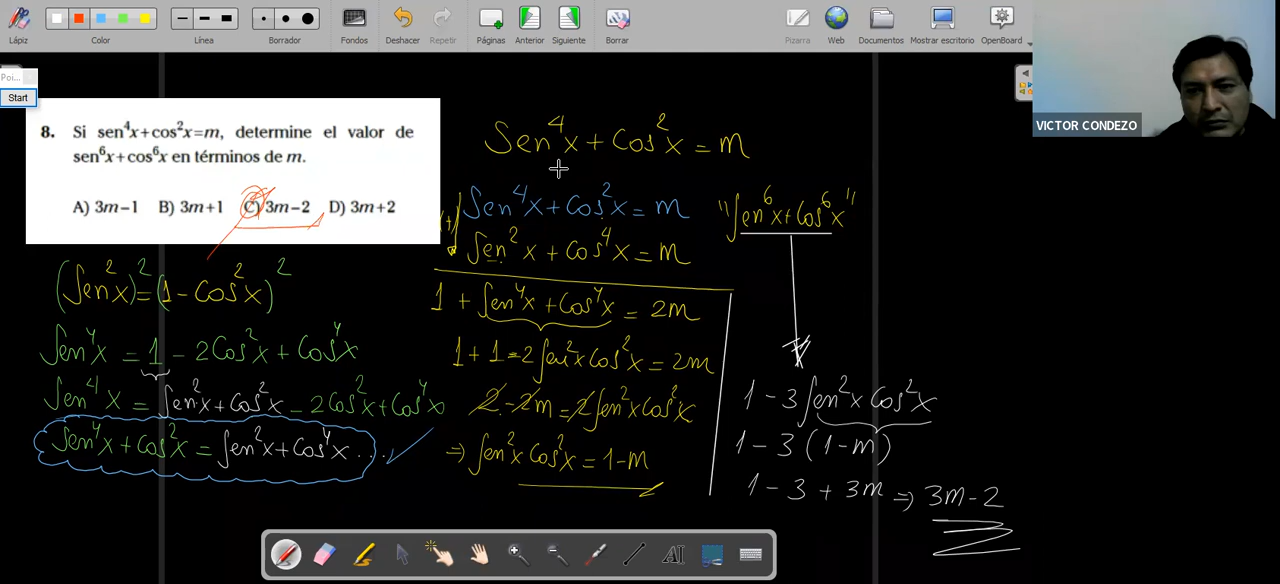 Lápiz Color Línea Borrador Fondos Deshacer Repetir Páginas Anterior Siguiente Borrar Pizarra Web Documentos Mostrar escritorio OpenBoard
Poi...
Start
VICTOR CONDEZO
8. Si sen⁴x+cos²x=m, determine el valor de
sen⁶x+cos⁶x en términos de m.
A) 3m−1 B) 3m+1 C) 3m−2 D) 3m+2
(Sen²x)² = (1 - Cos²x)²
Sen⁴x = 1 - 2Cos²x + Cos⁴x
Sen⁴x = Sen²x + Cos²x - 2Cos²x + Cos⁴x
Sen⁴x + Cos²x = Sen²x + Cos⁴x ....
Sen⁴x + Cos²x = m
Sen⁴x + Cos²x = m
Sen²x + Cos⁴x = m
1 + Sen⁴x + Cos⁴x = 2m
1 + 1 - 2Sen²x Cos²x = 2m
2 - 2m = 2Sen²x Cos²x
⇒ Sen²x Cos²x = 1-m
"Sen⁶x + Cos⁶x"
1 - 3Sen²x Cos²x
1 - 3(1-m)
1 - 3 + 3m ⇒ 3m-2
AI